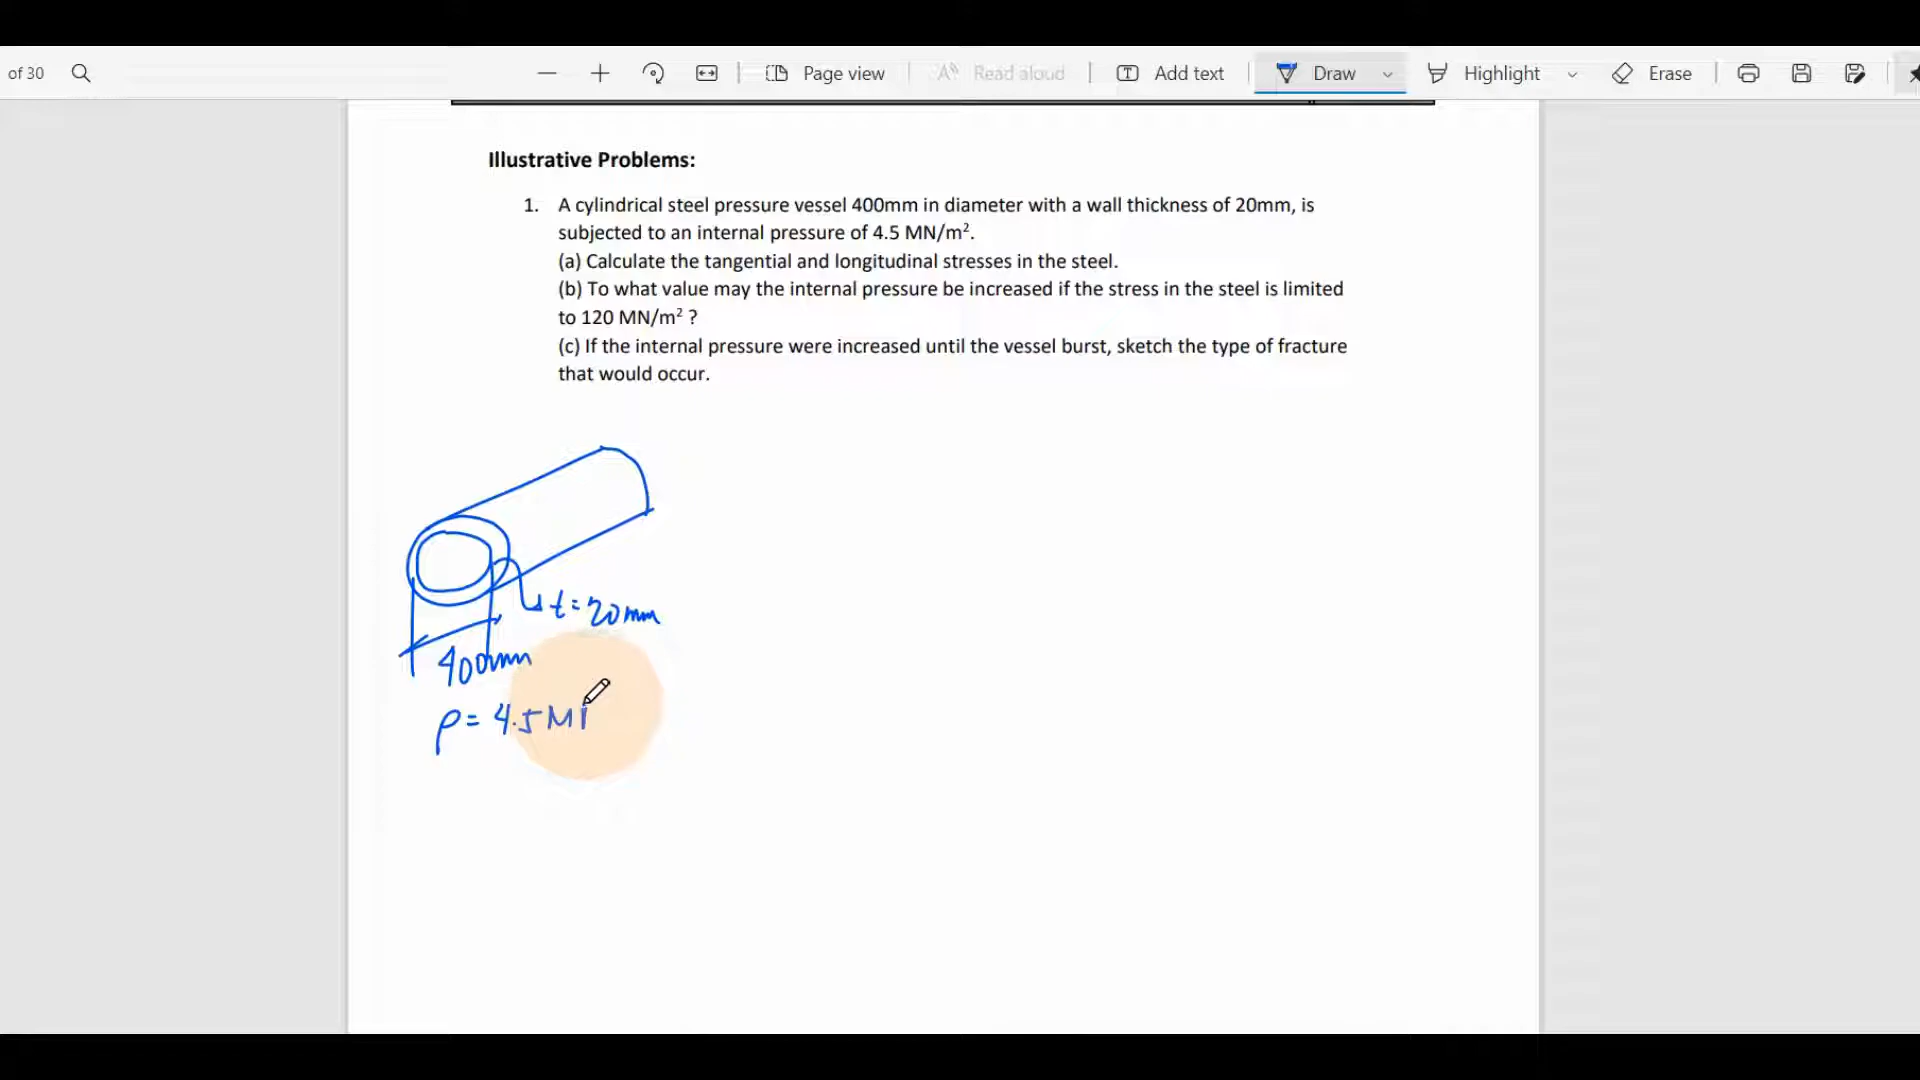 of 30
Page view
Read aloud
Add text
Draw
Highlight
Erase
Illustrative Problems:
1. A cylindrical steel pressure vessel 400mm in diameter with a wall thickness of 20mm, is
subjected to an internal pressure of 4.5 MN/m².
(a) Calculate the tangential and longitudinal stresses in the steel.
(b) To what value may the internal pressure be increased if the stress in the steel is limited
to 120 MN/m² ?
(c) If the internal pressure were increased until the vessel burst, sketch the type of fracture
that would occur.
t = 20mm
400mm
p = 4.5 M